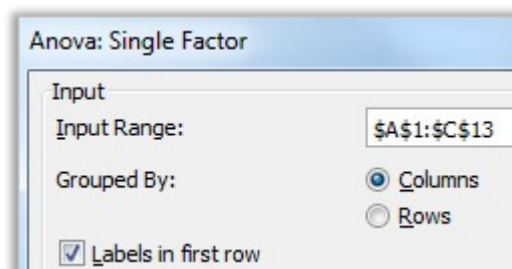 Anova: Single Factor
Input
Input Range: $A$1:$C$13
Grouped By: Columns
Rows
Labels in first row